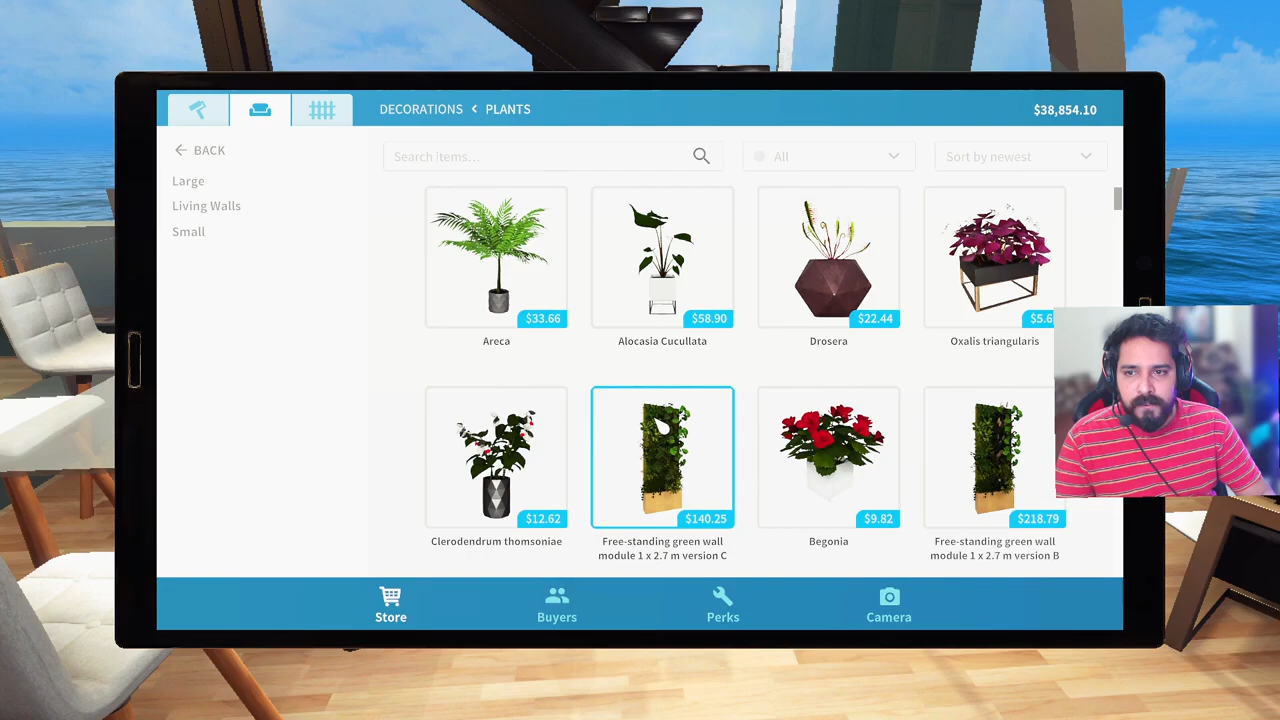 DECORATIONS < PLANTS
$38,854.10
BACK
Search items...
All
Sort by newest
Large
Living Walls
Small
$33.66
$58.90
$22.44
Areca
Alocasia Cucullata
Drosera
Oxalis triangularis
$12.62
$140.25
$9.82
$218.79
Clerodendrum thomsoniae
Free-standing green wall
module 1 x 2.7 m version C
Begonia
Free-standing green wall
module 1 x 2.7 m version B
Store
Buyers
Perks
Camera